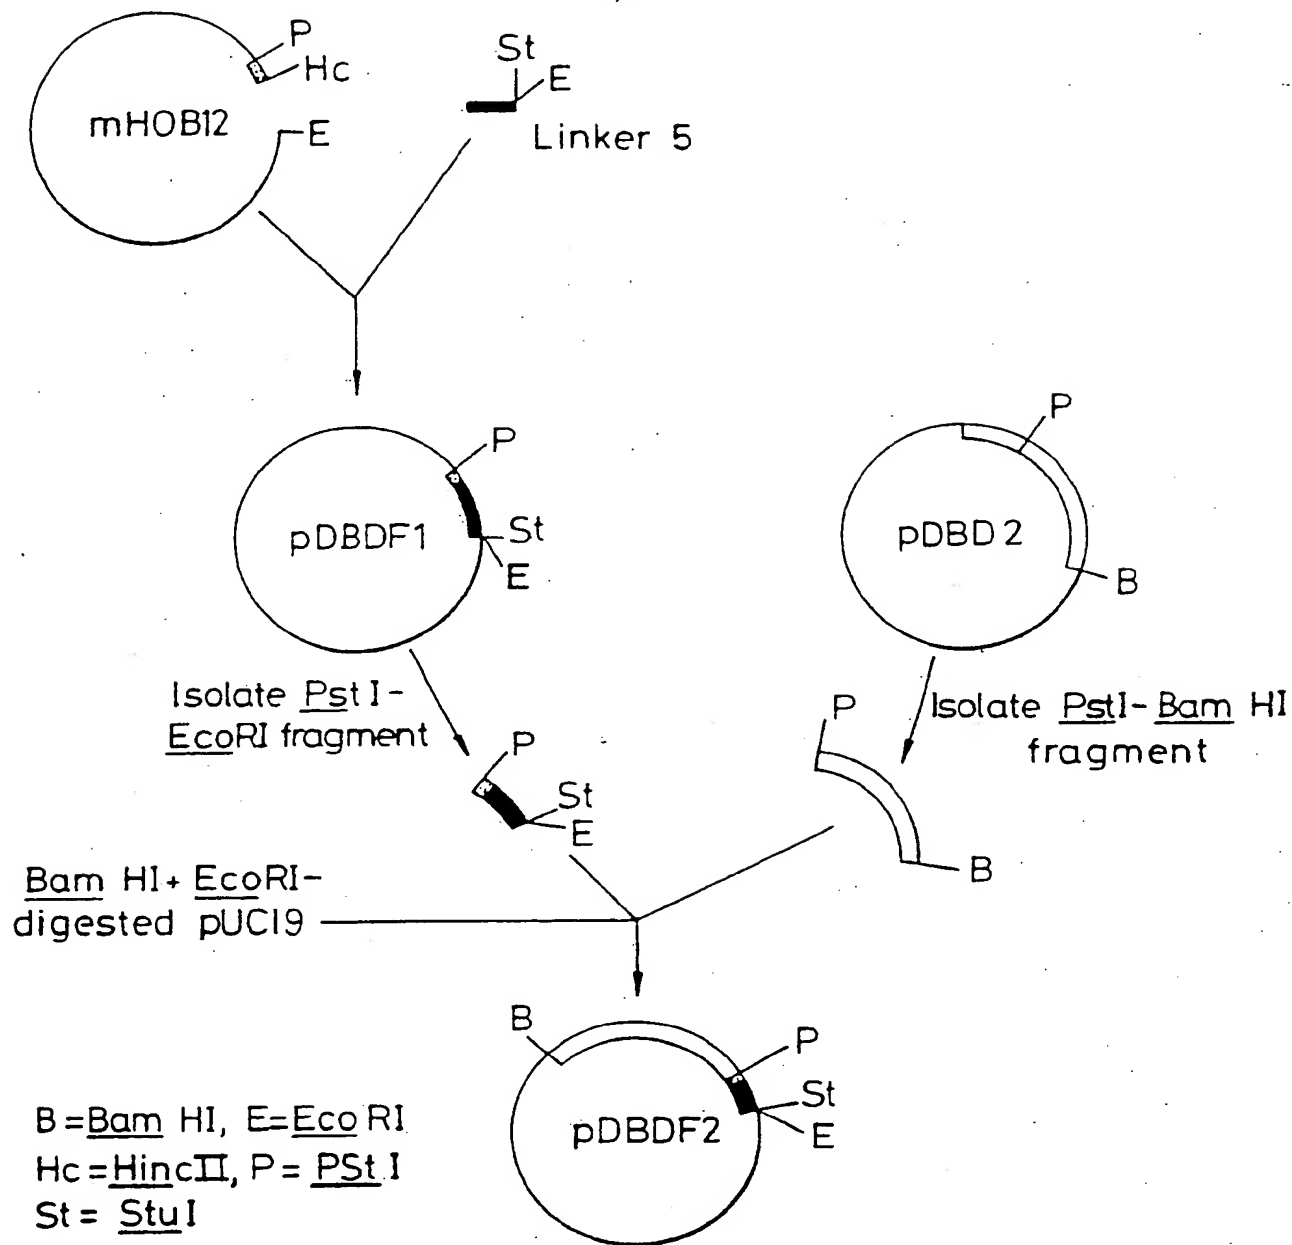 P
Hc
mHOB12
E
St
E
Linker 5
P
pDBDF1
St
E
P
pDBD2
B
Isolate PstI-
EcoRI fragment
Isolate PstI- Bam HI
fragment
P
St
E
P
B
Bam HI+ EcoRI-
digested pUC19
B
P
St
E
pDBDF2
B=Bam HI, E=Eco RI
Hc=HincII, P= PSt I
St= StuI